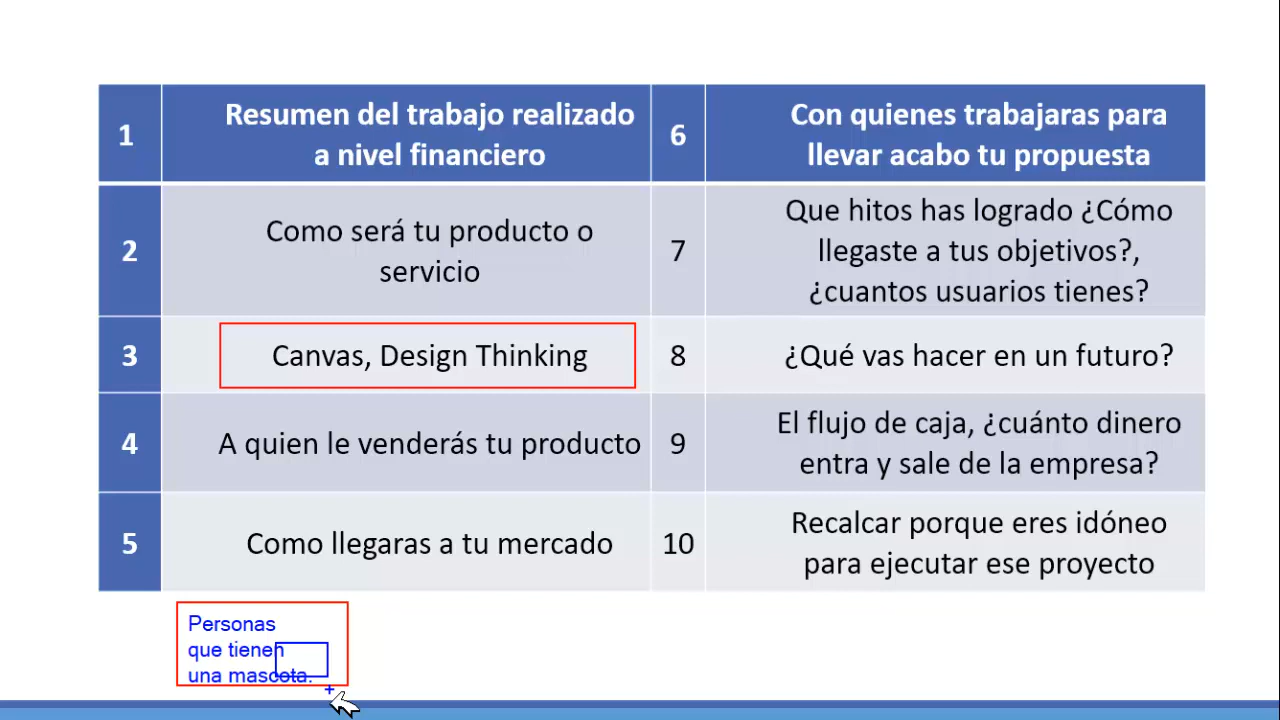 1
Resumen del trabajo realizado
a nivel financiero
6
Con quienes trabajaras para
llevar acabo tu propuesta
2
Como será tu producto o
servicio
7
Que hitos has logrado ¿Cómo
llegaste a tus objetivos?,
¿cuantos usuarios tienes?
3
Canvas, Design Thinking
8
¿Qué vas hacer en un futuro?
4
A quien le venderás tu producto
9
El flujo de caja, ¿cuánto dinero
entra y sale de la empresa?
5
Como llegaras a tu mercado
10
Recalcar porque eres idóneo
para ejecutar ese proyecto
Personas
que tienen
una mascota.